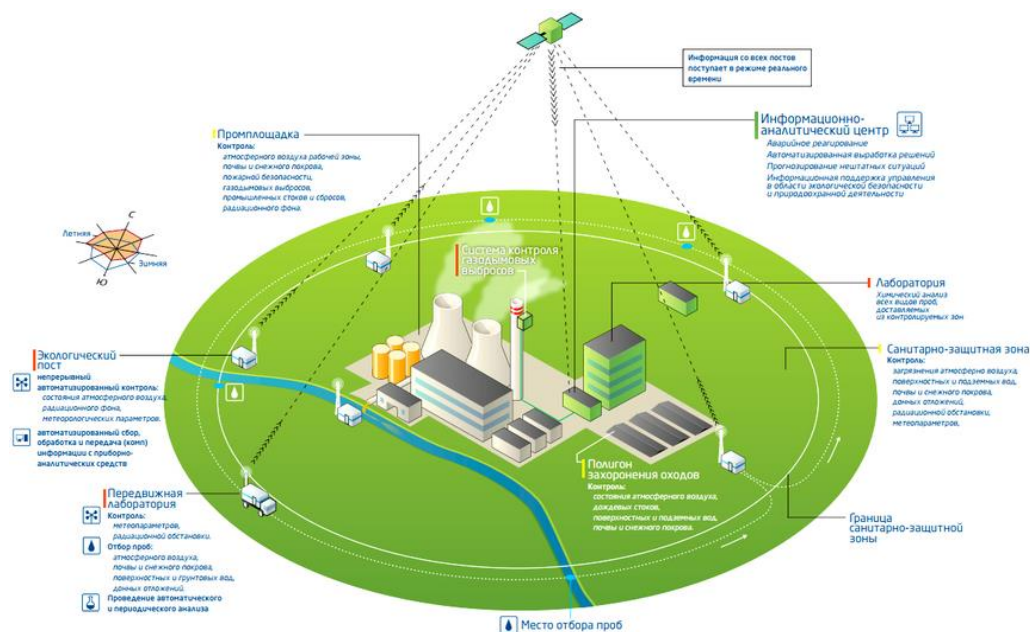 Информация со всех постов
поступает в режиме реального
времени
Информационно-
аналитический центр
Аварийное реагирование
Автоматизированная выработка решений
Прогнозирование нештатных ситуаций
Информационная поддержка управления
в области экологической безопасности
и природоохранной деятельности
Промплощадка
Контроль:
атмосферного воздуха рабочей зоны,
почвы и снежного покрова,
пожарной безопасности,
газодымовых выбросов,
промышленных стоков и сбросов,
радиационного фона.
С
Летняя
Зимняя
Ю
Система контроля
газодымовых
выбросов
Лаборатория
Химический анализ
всех видов проб,
доставляемых
из контролируемых зон
Санитарно-защитная зона
Контроль:
загрязнения атмосферно воздуха,
поверхностных и подземных вод,
почвы и снежного покрова,
данных отложений,
радиационной обстановки,
метеопараметров,
Экологический
пост
непрерывный
автоматизированный контроль:
состояния атмосферного воздуха,
радиационного фона,
метеорологических параметров.
автоматизированный сбор,
обработка и передача (комп)
информации с приборно-
аналитических средств
Полигон
захоронения оходов
Контроль:
состояния атмосферного воздуха,
дождевых стоков,
поверхностных и подземных вод,
почвы и снежного покрова.
Передвижная
лаборатория
Контроль:
метеопараметров,
радиационной обстановки.
Отбор проб:
атмосферного воздуха,
почвы и снежного покрова,
поверхностных и грунтовых вод,
данных отложений.
Проведение автоматического
и периодического анализа
Граница
санитарно-защитной
зоны
Место отбора проб